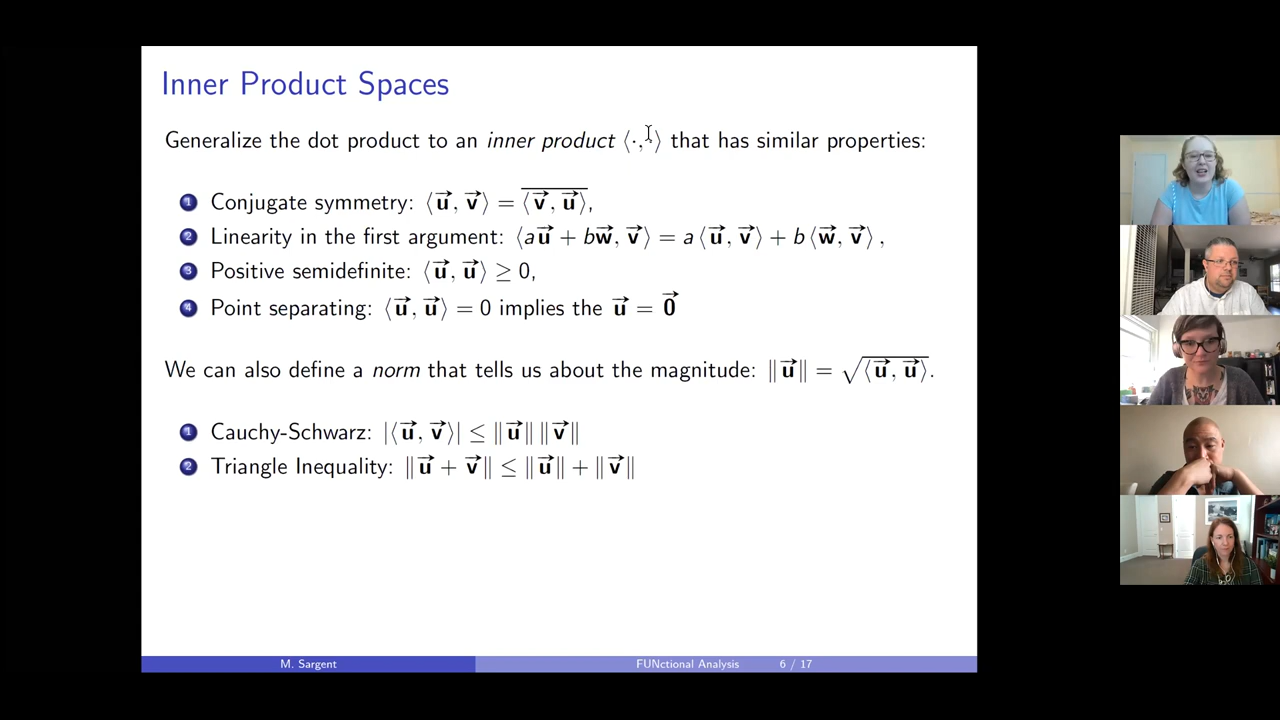 Inner Product Spaces
Generalize the dot product to an inner product ⟨·,·⟩ that has similar properties:
1 Conjugate symmetry: ⟨u⃗, v⃗⟩ = \overline{⟨v⃗, u⃗⟩},
2 Linearity in the first argument: ⟨au⃗ + bw⃗, v⃗⟩ = a⟨u⃗, v⃗⟩ + b⟨w⃗, v⃗⟩,
3 Positive semidefinite: ⟨u⃗, u⃗⟩ ≥ 0,
4 Point separating: ⟨u⃗, u⃗⟩ = 0 implies the u⃗ = 0⃗
We can also define a norm that tells us about the magnitude: ‖u⃗‖ = √⟨u⃗, u⃗⟩.
1 Cauchy-Schwarz: |⟨u⃗, v⃗⟩| ≤ ‖u⃗‖ ‖v⃗‖
2 Triangle Inequality: ‖u⃗ + v⃗‖ ≤ ‖u⃗‖ + ‖v⃗‖
M. Sargent FUNctional Analysis 6 / 17